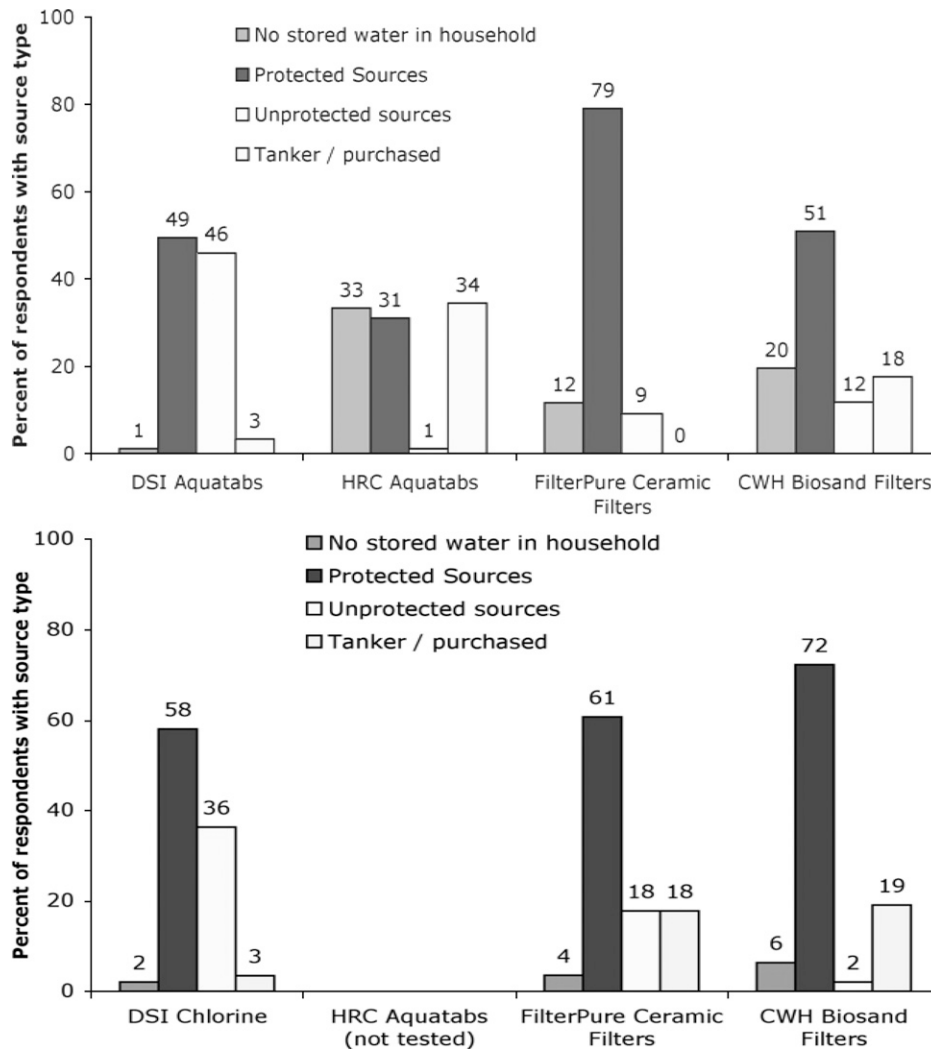 100
80
60
40
20
0
Percent of respondents with source type
No stored water in household
Protected Sources
Unprotected sources
Tanker / purchased
1
49
46
3
33
31
1
34
12
79
9
0
20
51
12
18
DSI Aquatabs
HRC Aquatabs
FilterPure Ceramic
Filters
CWH Biosand Filters
100
80
60
40
20
0
Percent of respondents with source type
No stored water in household
Protected Sources
Unprotected sources
Tanker / purchased
2
58
36
3
4
61
18
18
6
72
2
19
DSI Chlorine
HRC Aquatabs
(not tested)
FilterPure Ceramic
Filters
CWH Biosand
Filters